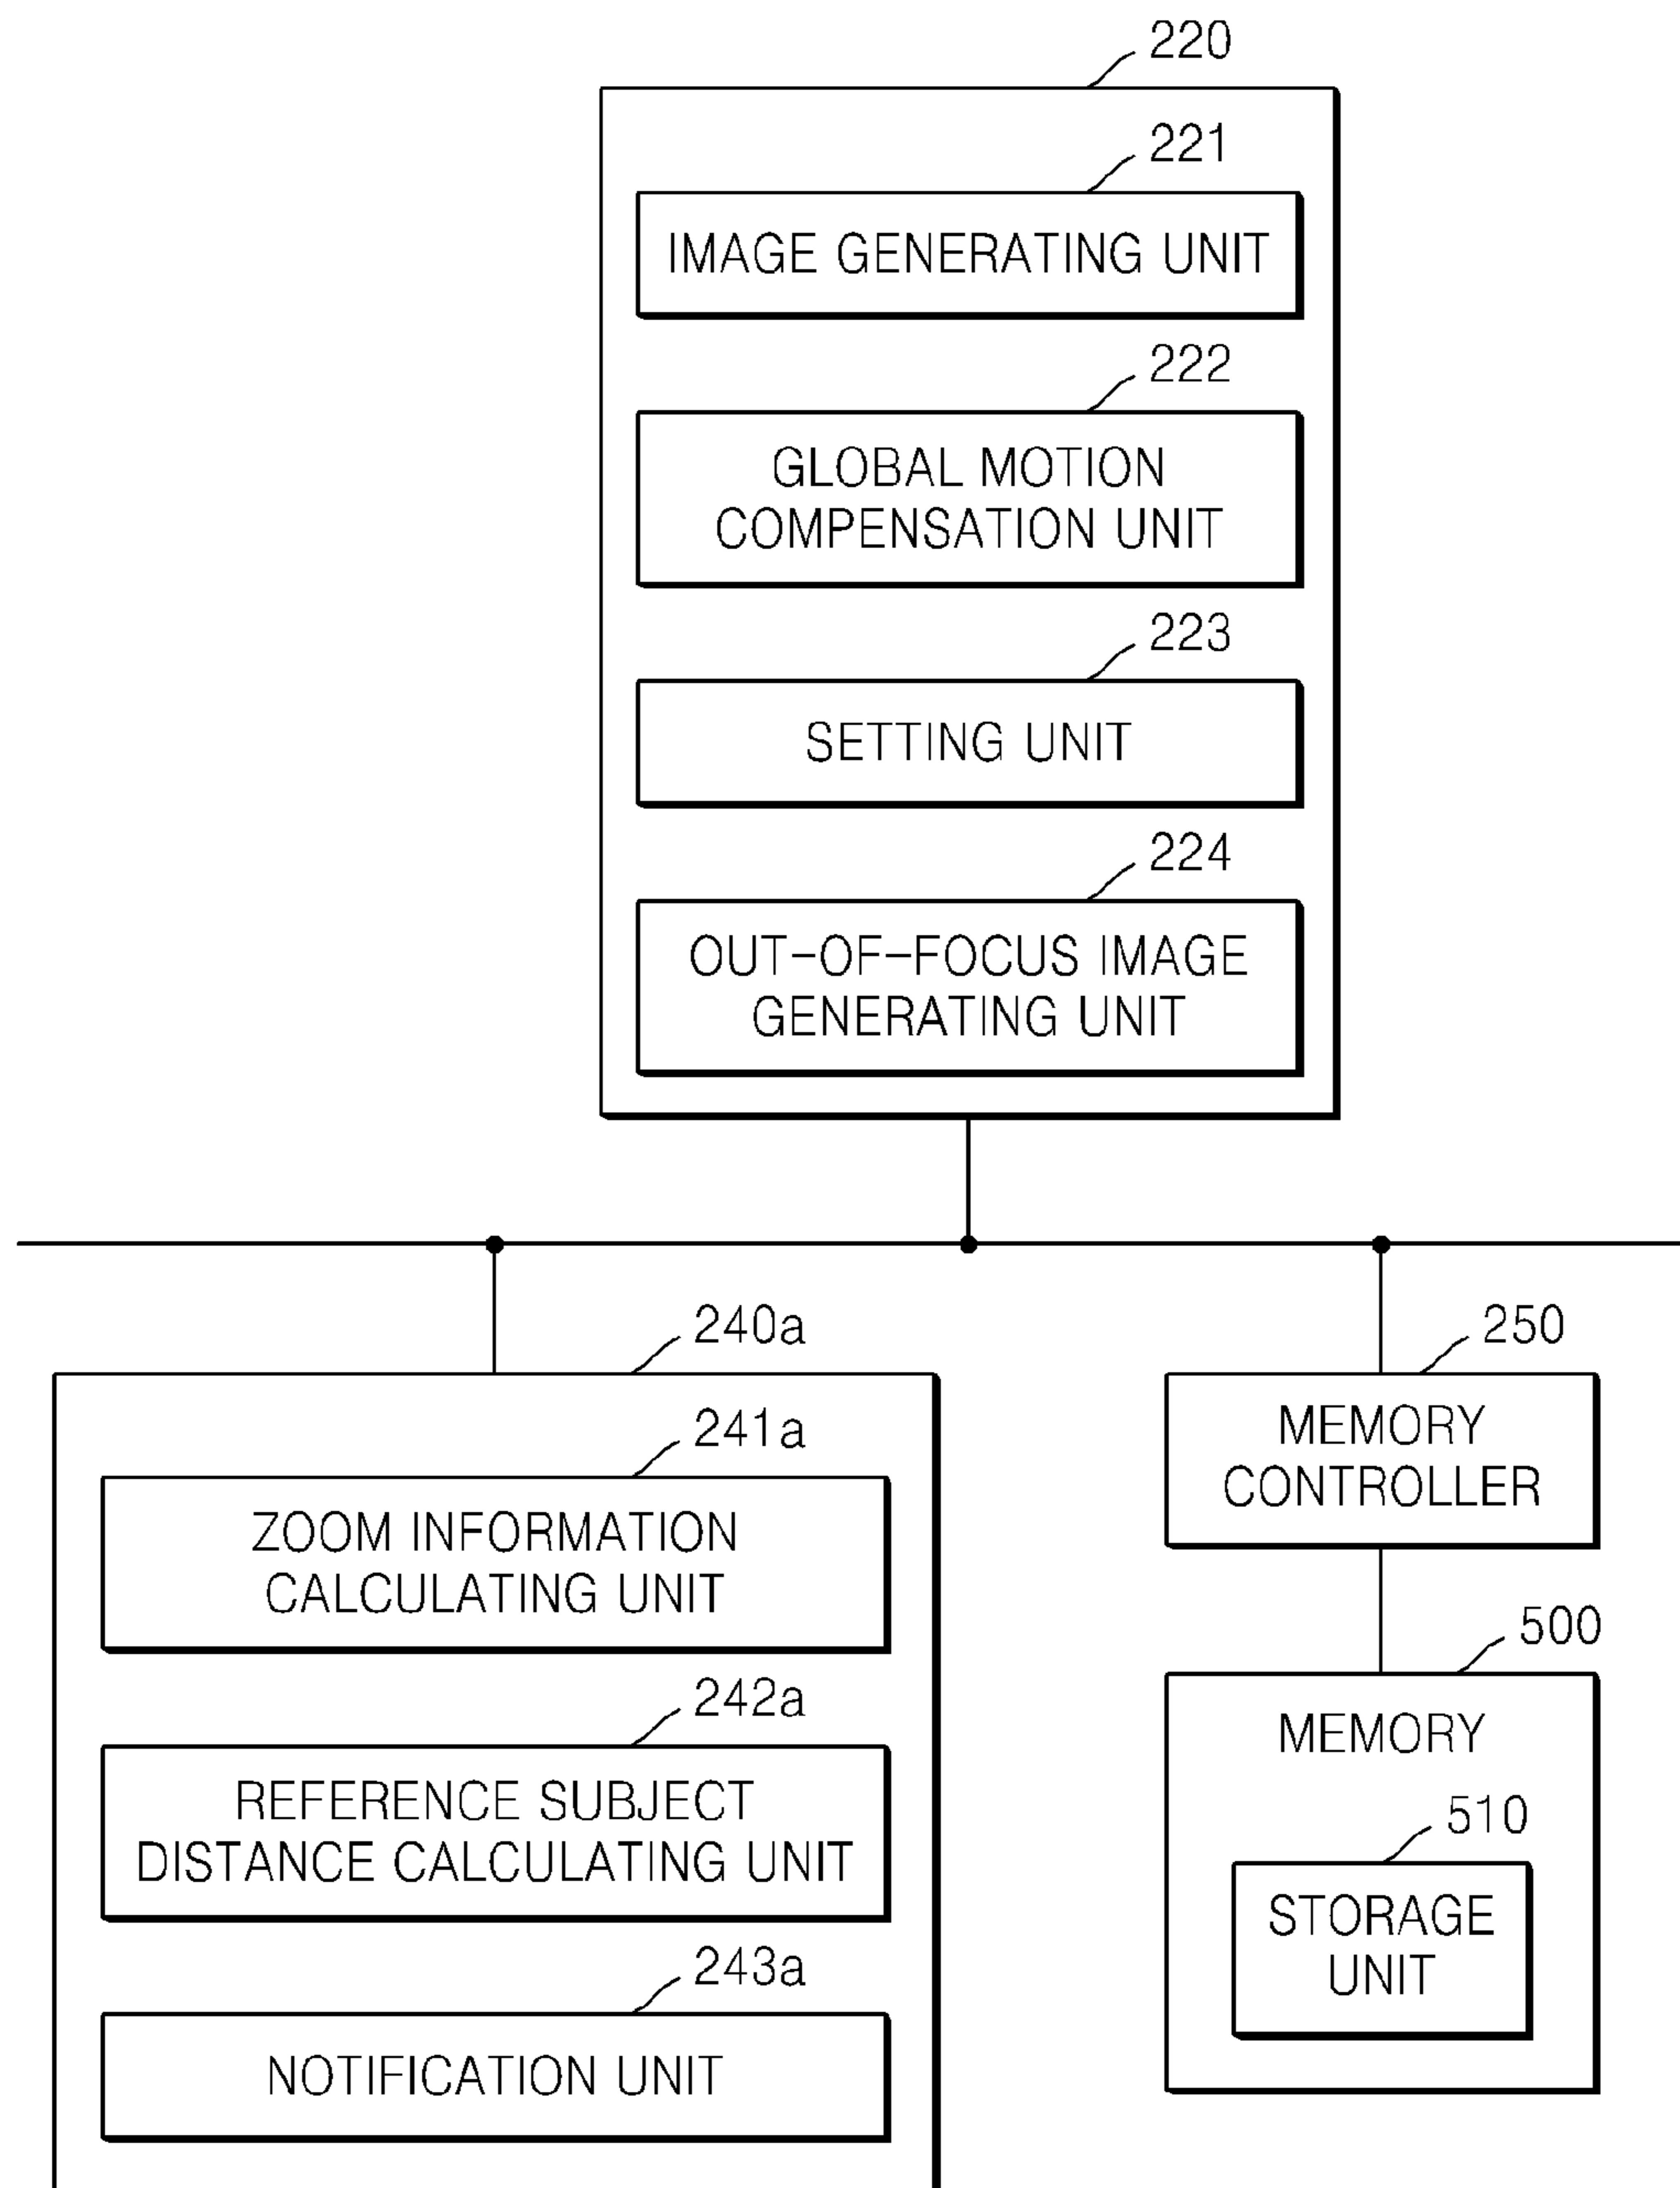 220
221
IMAGE GENERATING UNIT
222
GLOBAL MOTION
COMPENSATION UNIT
223
SETTING UNIT
224
OUT-OF-FOCUS IMAGE
GENERATING UNIT
240a
241a
ZOOM INFORMATION
CALCULATING UNIT
242a
REFERENCE SUBJECT
DISTANCE CALCULATING UNIT
243a
NOTIFICATION UNIT
250
MEMORY
CONTROLLER
500
MEMORY
510
STORAGE
UNIT